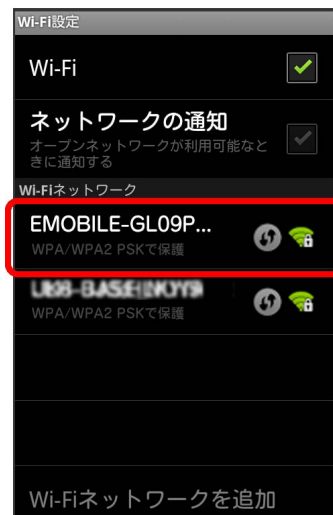 Wi-Fi設定
Wi-Fi
ネットワークの通知
オープンネットワークが利用可能なと
きに通知する
Wi-Fiネットワーク
EMOBILE-GL09P...
WPA/WPA2 PSKで保護
WPA/WPA2 PSKで保護
Wi-Fiネットワークを追加